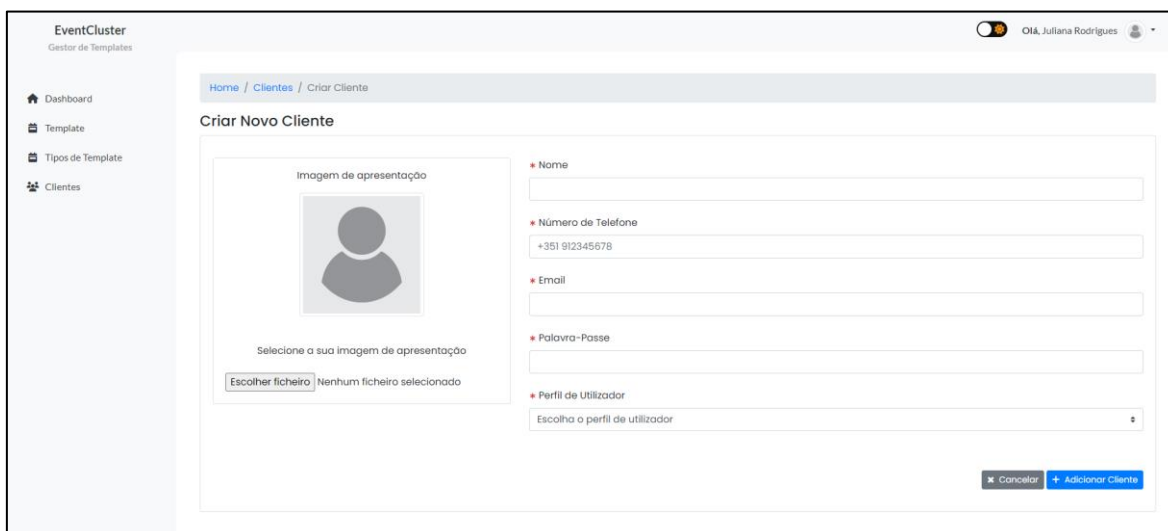 EventCluster
Gestor de Templates
Olá, Juliana Rodrigues
Dashboard
Template
Tipos de Template
Clientes
Home / Clientes / Criar Cliente
Criar Novo Cliente
Imagem de apresentação
Selecione a sua imagem de apresentação
Escolher ficheiro Nenhum ficheiro selecionado
* Nome
* Número de Telefone
+351 912345678
* Email
* Palavra-Passe
* Perfil de Utilizador
Escolha o perfil de utilizador
Cancelar
+ Adicionar Cliente